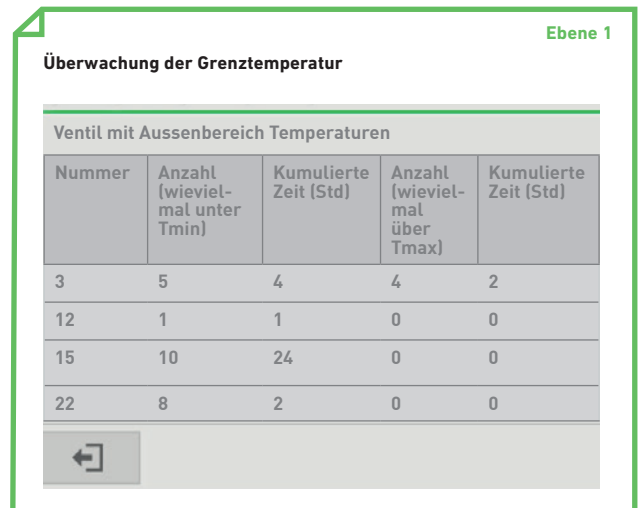 Ebene 1
Überwachung der Grenztemperatur
Ventil mit Aussenbereich Temperaturen
Nummer Anzahl (wieviel- mal unter Tmin) Kumulierte Zeit (Std) Anzahl (wieviel- mal über Tmax) Kumulierte Zeit (Std)
3 5 4 4 2
12 1 1 0 0
15 10 24 0 0
22 8 2 0 0